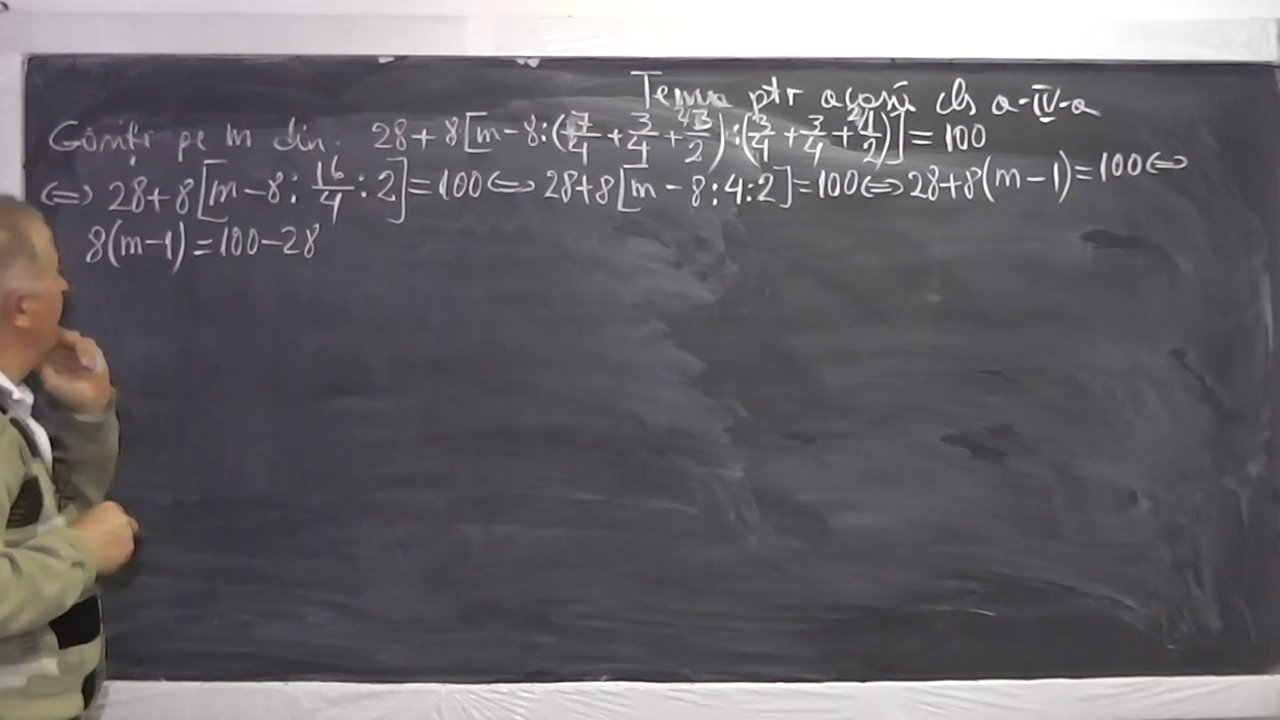 Tema ptr acasă cls a-IV-a
Găsiți pe m din. 28+8[m-8:(7/4+3/4+3/2):(3/4+3/4+1/2)]=100
⇔ 28+8[m-8:16/4:2]=100⇔28+8[m-8:4:2]=100⇔28+8(m-1)=100⇔
8(m-1)=100-28